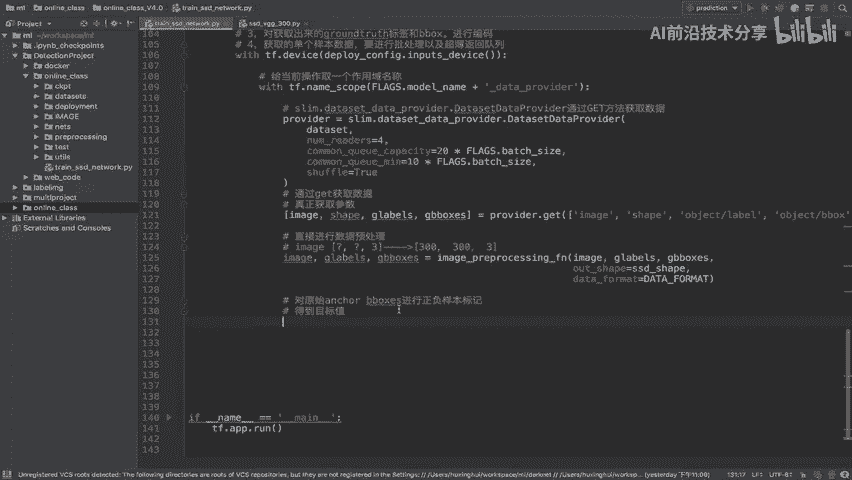 ml
online_class
online_class_V4.0
train_ssd_network.py
prediction
Project
train_ssd_network.py
ssd_vgg_300.py
AI前沿技术分享
bilibili
ml ~/workspace/ml
.ipynb_checkpoints
DetectionProject
docker
online_class
ckpt
datasets
deployment
IMAGE
nets
preprocessing
test
utils
train_ssd_network.py
web_code
labelimg
multiproject
online_class
External Libraries
Scratches and Consoles
104 # 3, 对获取出来的groundtruth标签和bbox, 进行编码
105 # 4, 获取的单个样本数据, 要进行批处理以及
106 with tf.device(deploy_config.inputs_device()):
107
108 # 给当前操作取一个作用域名称
109 with tf.name_scope(FLAGS.model_name + '_data_provider'):
110
111 # slim.dataset_data_provider.DatasetDataProvider通过GET方法获取数据
112 provider = slim.dataset_data_provider.DatasetDataProvider(
113 dataset,
114 num_readers=4,
115 common_queue_capacity=20 * FLAGS.batch_size,
116 common_queue_min=10 * FLAGS.batch_size,
117 shuffle=True
118 )
119 # 通过get获取数据
120 # 真正获取参数
121 [image, shape, glabels, gbboxes] = provider.get(['image', 'shape', 'object/label', 'object/bbox'
122
123 # 直接进行数据预处理
124 # image [?, ?, 3]---->[300, 300, 3]
125 image, glabels, gbboxes = image_preprocessing_fn(image, glabels, gbboxes,
126 out_shape=ssd_shape,
127 data_format=DATA_FORMAT)
128
129 # 对原始anchor bboxes进行正负样本标记
130 # 得到目标值
131
132
133
134
135
136
137
138
139
140 if __name__ == '__main__':
141 tf.app.run()
142
143
Unregistered VCS roots detected: The following directories are roots of VCS repositories, but they are not registered in the Settings: // /Users/huxinghui/workspace/ml/darknet // /Users/huxinghui/worksp... (yesterday 下午11:09)
131:17
LF
UTF-8